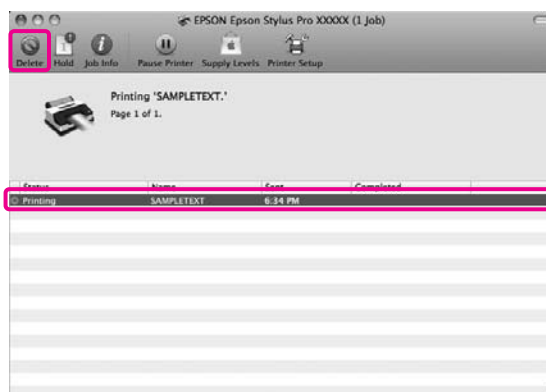 EPSON Epson Stylus Pro XXXXX (1 Job)
Delete Hold Job Info Pause Printer Supply Levels Printer Setup
Printing 'SAMPLETEXT.'
Page 1 of 1.
Status Name Sent Completed
Printing SAMPLETEXT 6:34 PM